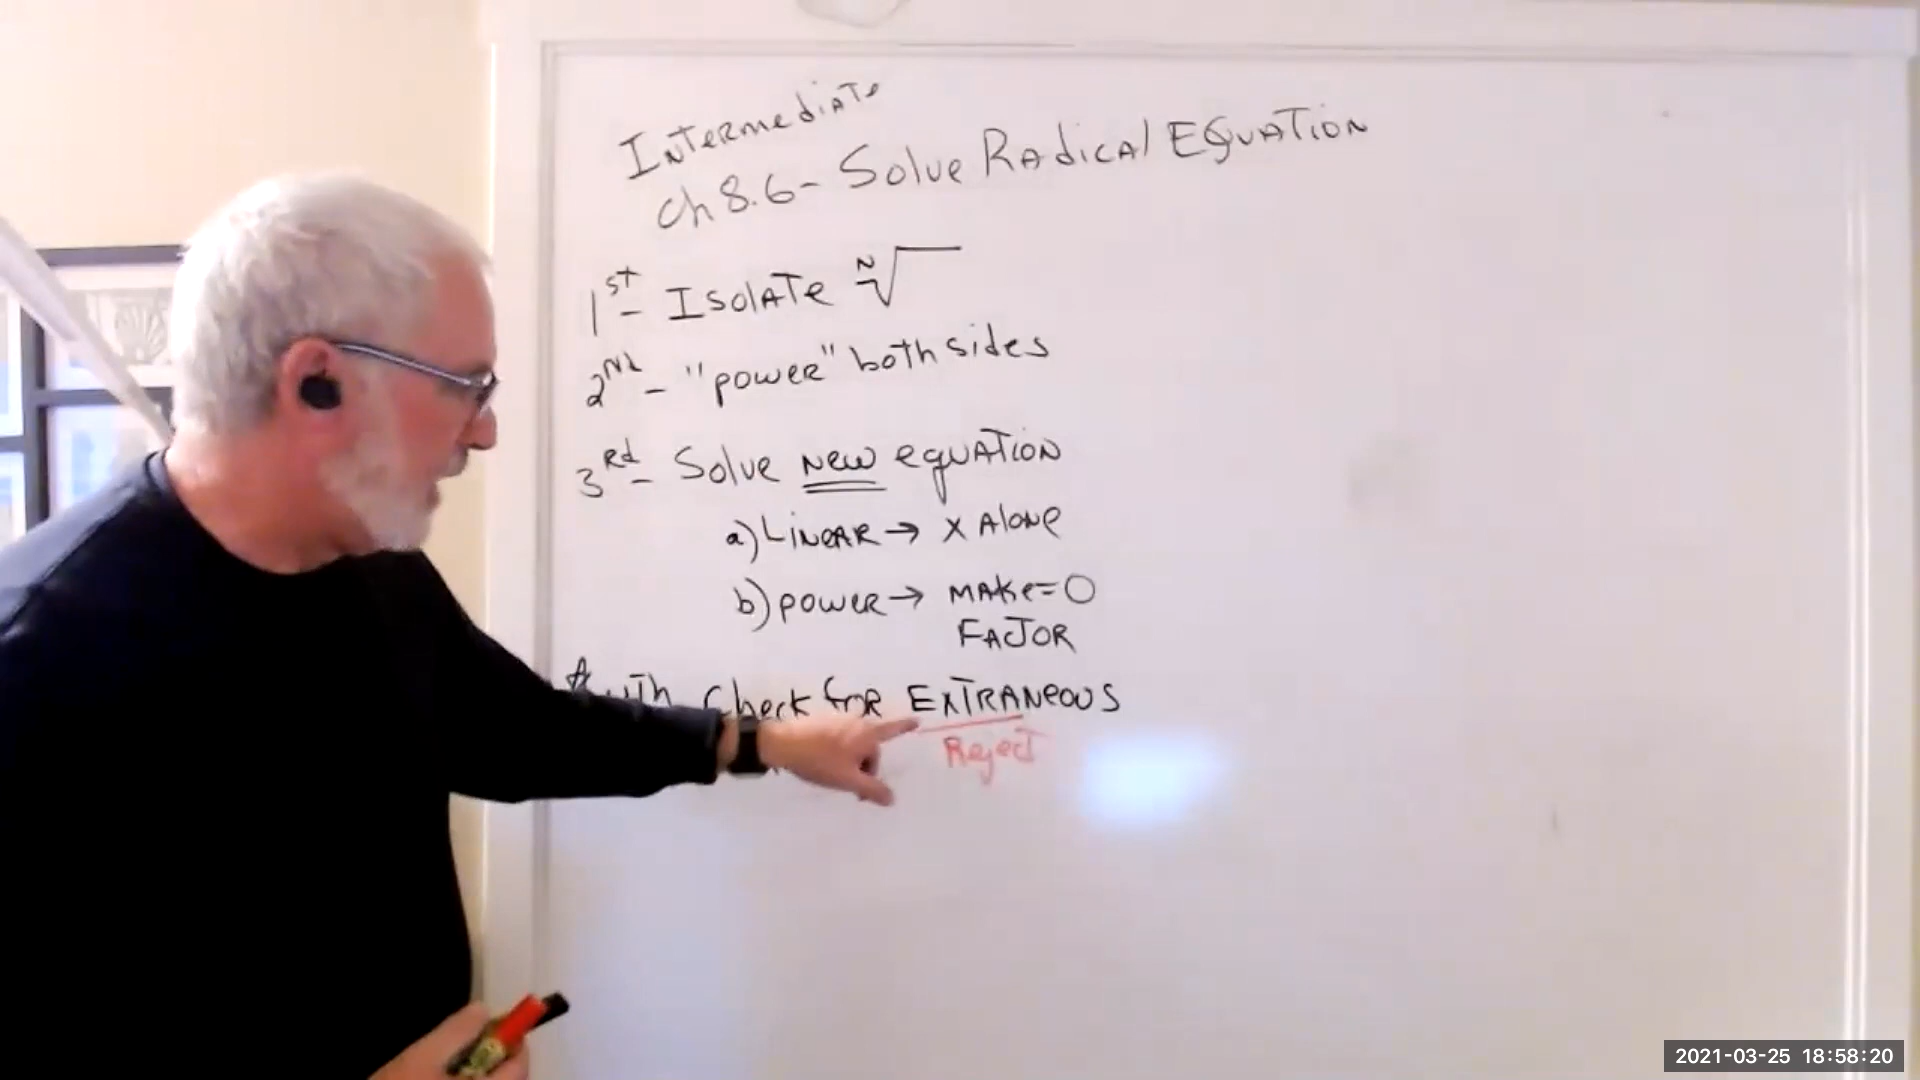 Intermediate
Ch 8.6 - Solve Radical Equation
1st - Isolate N√
2nd - "power" both sides
3rd - Solve New equation
a) Linear → x Alone
b) power → make = 0
Factor
Check for Extraneous
Reject
2021-03-25 18:58:20